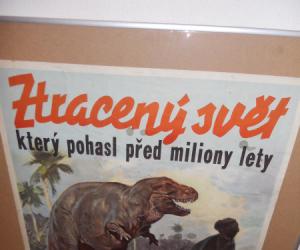 Ztracený svět
který pohasl před miliony lety